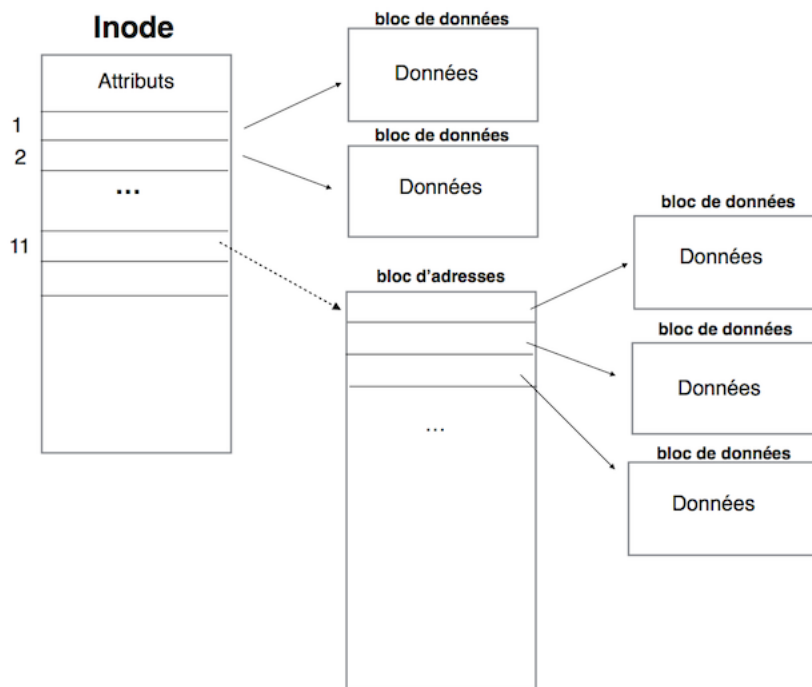 Inode
Attributs
1
2
...
11
bloc de données
Données
bloc de données
Données
bloc d'adresses
...
bloc de données
Données
bloc de données
Données
bloc de données
Données